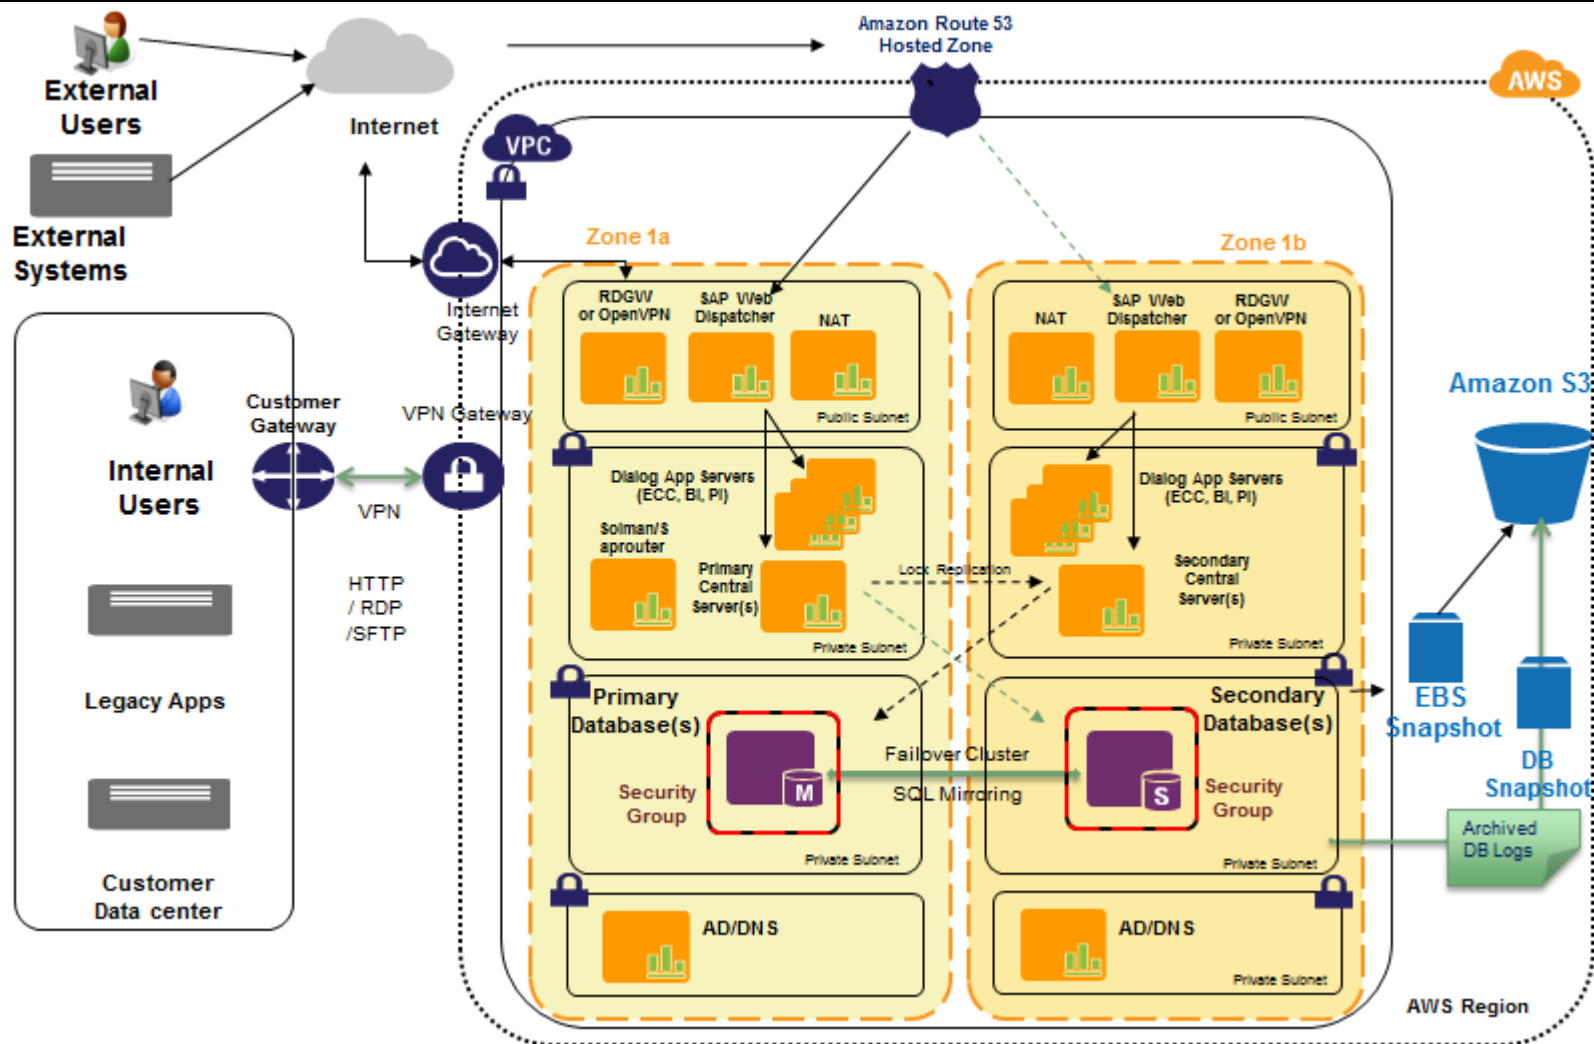 Amazon Route 53
Hosted Zone
AWS
External
Users
Internet
VPC
External
Systems
Zone 1a
Zone 1b
Internet
Gateway
RDGW
or OpenVPN
SAP Web
Dispatcher
NAT
Public Subnet
NAT
SAP Web
Dispatcher
RDGW
or OpenVPN
Public Subnet
Amazon S3
Customer
Gateway
VPN Gateway
Internal
Users
VPN
HTTP
/ RDP
/SFTP
Legacy Apps
Customer
Data center
Dialog App Servers
(ECC, BI, PI)
Solman/S
aprouter
Primary
Central
Server(s)
Private Subnet
Lock Replication
Dialog App Servers
(ECC, BI, PI)
Secondary
Central
Server(s)
Private Subnet
Primary
Database(s)
Security
Group
M
Private Subnet
Failover Cluster
SQL Mirroring
Secondary
Database(s)
S
Security
Group
Private Subnet
EBS
Snapshot
DB
Snapshot
Archived
DB Logs
AD/DNS
AD/DNS
Private Subnet
AWS Region